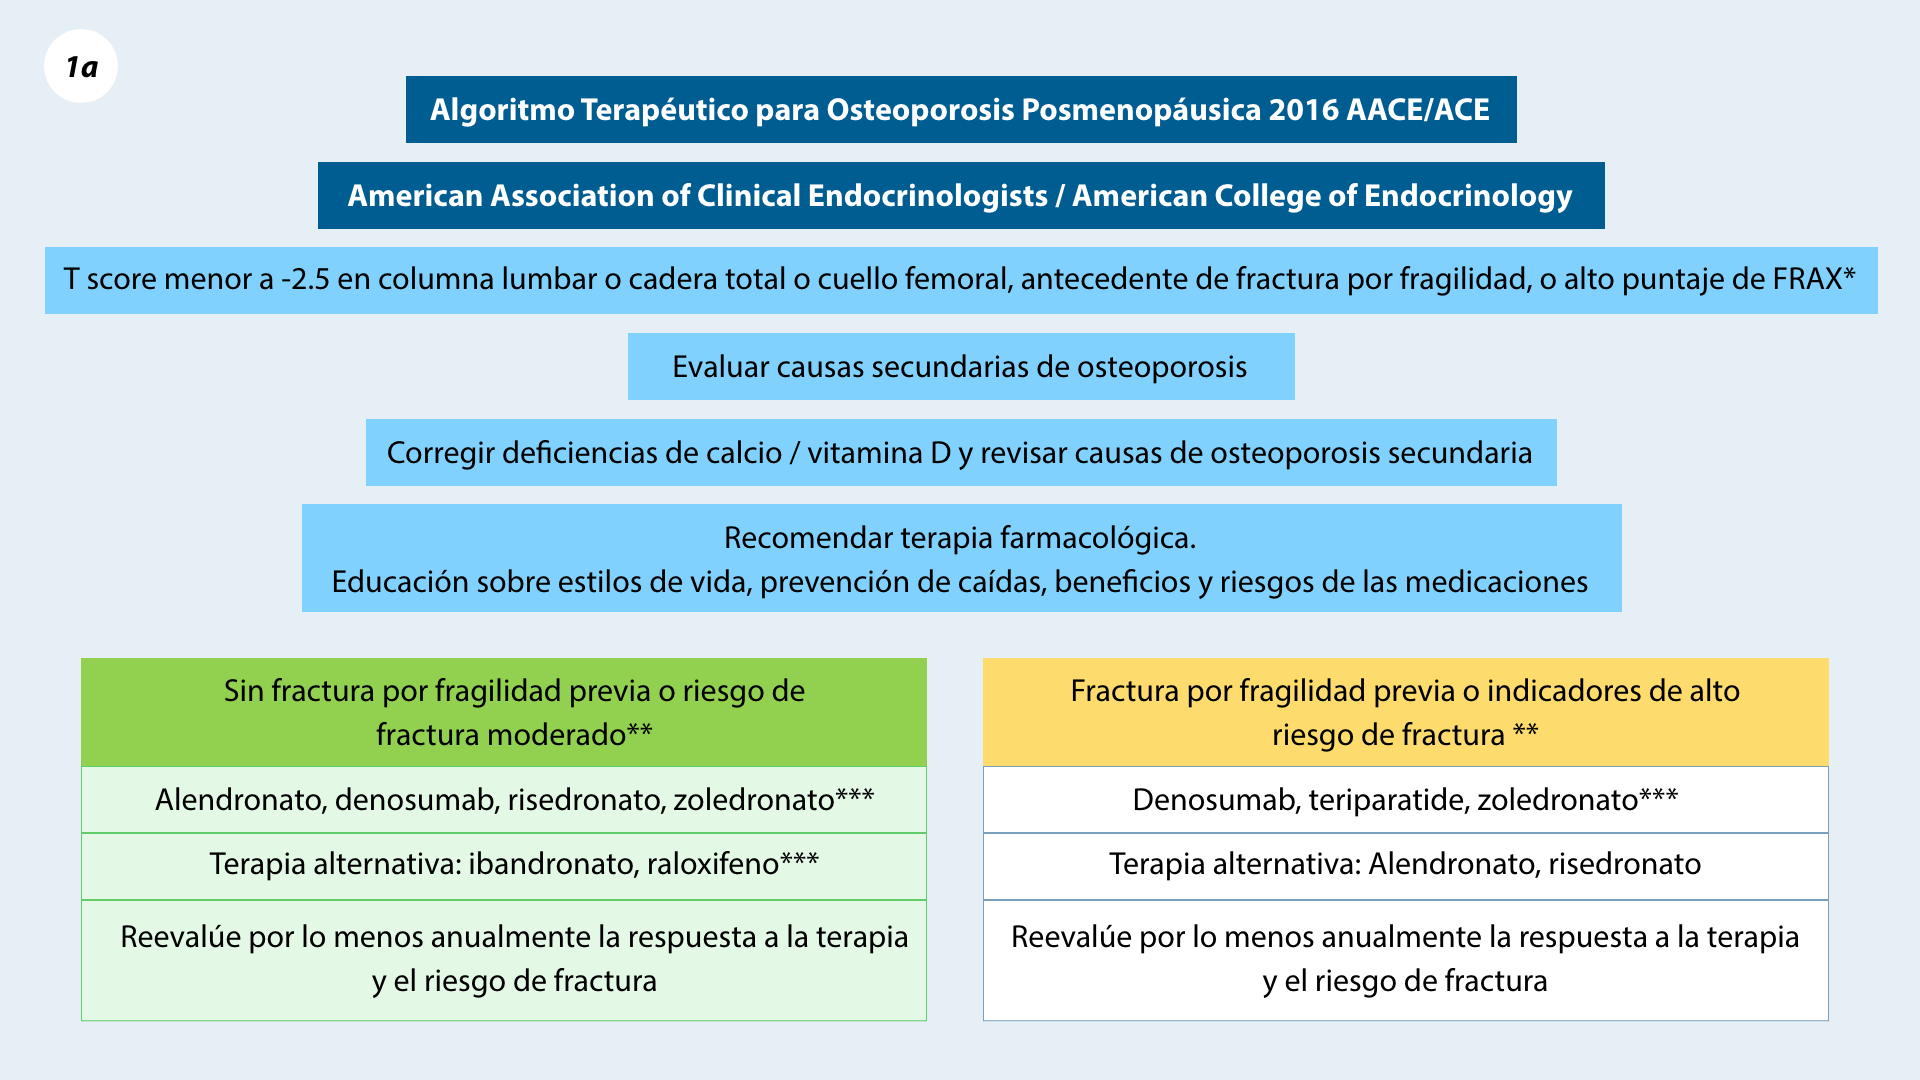 1a
Algoritmo Terapéutico para Osteoporosis Posmenopáusica 2016 AACE/ACE
American Association of Clinical Endocrinologists / American College of Endocrinology
T score menor a -2.5 en columna lumbar o cadera total o cuello femoral, antecedente de fractura por fragilidad, o alto puntaje de FRAX*
Evaluar causas secundarias de osteoporosis
Corregir deficiencias de calcio / vitamina D y revisar causas de osteoporosis secundaria
Recomendar terapia farmacológica.
Educación sobre estilos de vida, prevención de caídas, beneficios y riesgos de las medicaciones
Sin fractura por fragilidad previa o riesgo de
fractura moderado**
Alendronato, denosumab, risedronato, zoledronato***
Terapia alternativa: ibandronato, raloxifeno***
Reevalúe por lo menos anualmente la respuesta a la terapia
y el riesgo de fractura
Fractura por fragilidad previa o indicadores de alto
riesgo de fractura **
Denosumab, teriparatide, zoledronato***
Terapia alternativa: Alendronato, risedronato
Reevalúe por lo menos anualmente la respuesta a la terapia
y el riesgo de fractura